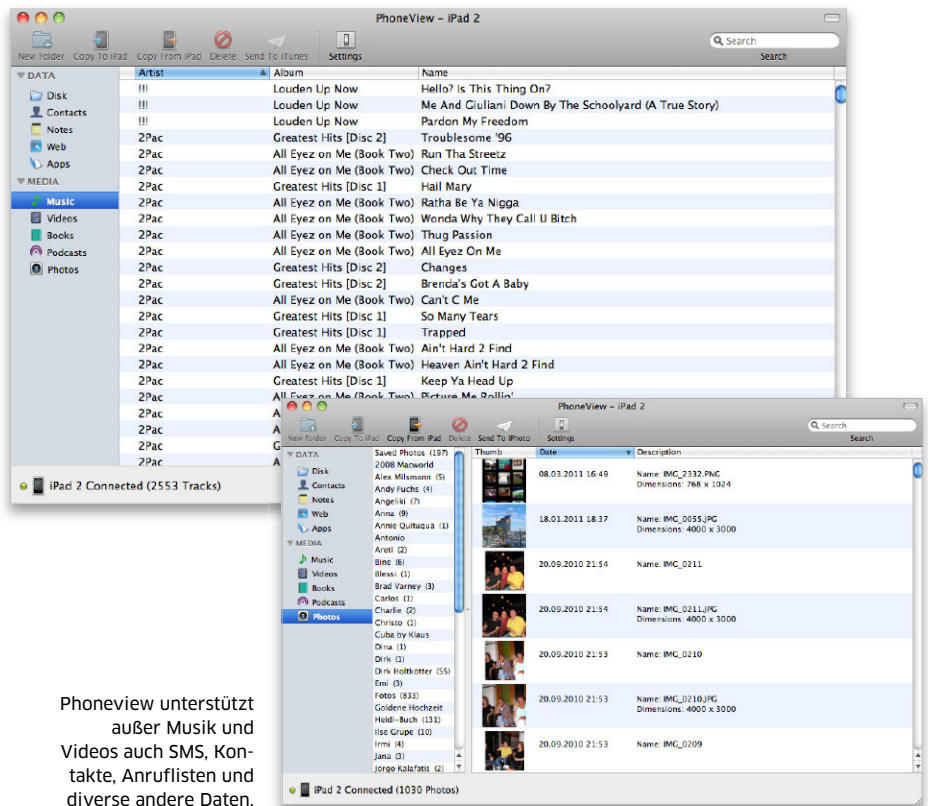 PhoneView – iPad 2
New Folder Copy To iPad Copy From iPad Delete Send To iTunes Settings Search
Search
DATA
Disk
Contacts
Notes
Web
Apps
MEDIA
Music
Videos
Books
Podcasts
Photos
Artist Album Name
!!! Louden Up Now Hello? Is This Thing On?
!!! Louden Up Now Me And Giuliani Down By The Schoolyard (A True Story)
!!! Louden Up Now Pardon My Freedom
2Pac Greatest Hits [Disc 2] Troublesome '96
2Pac All Eyez on Me (Book Two) Run Tha Streetz
2Pac All Eyez on Me (Book Two) Check Out Time
2Pac Greatest Hits [Disc 1] Hail Mary
2Pac All Eyez on Me (Book Two) Ratha Be Ya Nigga
2Pac All Eyez on Me (Book Two) Wonda Why They Call U Bitch
2Pac All Eyez on Me (Book Two) Thug Passion
2Pac All Eyez on Me (Book Two) All Eyez On Me
2Pac Greatest Hits [Disc 2] Changes
2Pac Greatest Hits [Disc 2] Brenda's Got A Baby
2Pac All Eyez on Me (Book Two) Can't C Me
2Pac Greatest Hits [Disc 1] So Many Tears
2Pac Greatest Hits [Disc 1] Trapped
2Pac All Eyez on Me (Book Two) Ain't Hard 2 Find
2Pac All Eyez on Me (Book Two) Heaven Ain't Hard 2 Find
2Pac Greatest Hits [Disc 1] Keep Ya Head Up
2Pac All Eyez on Me (Book Two) Picture Me Rollin'
2Pac A
2Pac A
2Pac G
2Pac A
iPad 2 Connected (2553 Tracks)
PhoneView – iPad 2
New Folder Copy To iPad Copy From iPad Delete Send To iPhoto Settings Search
Search
DATA
Disk
Contacts
Notes
Web
Apps
MEDIA
Music
Videos
Books
Podcasts
Photos
Saved Photos (197)
2008 Macworld
Alex Milsmann (5)
Andy Fuchs (4)
Angeliki (7)
Anna (9)
Annie Quituqua (1)
Antonio
Areti (2)
Bine (6)
Blessi (1)
Brad Varney (3)
Carlos (1)
Charlie (2)
Christo (1)
Cuba by Klaus
Dina (1)
Dirk (1)
Dirk Holtkötter (55)
Emi (3)
Fotos (833)
Goldene Hochzeit
Heidi-Buch (131)
Ilse Grupe (10)
Irmi (4)
Jana (3)
Jorgo Kalafatis (2)
Thumb Date Description
08.03.2011 16:49 Name: IMG_2332.PNG
Dimensions: 768 x 1024
18.01.2011 18:37 Name: IMG_0055.JPG
Dimensions: 4000 x 3000
20.09.2010 21:54 Name: IMG_0211
20.09.2010 21:54 Name: IMG_0211.JPG
Dimensions: 4000 x 3000
20.09.2010 21:53 Name: IMG_0210
20.09.2010 21:53 Name: IMG_0210.JPG
Dimensions: 4000 x 3000
20.09.2010 21:53 Name: IMG_0209
iPad 2 Connected (1030 Photos)
Phoneview unterstützt
außer Musik und
Videos auch SMS, Kon-
takte, Anruflisten und
diverse andere Daten.